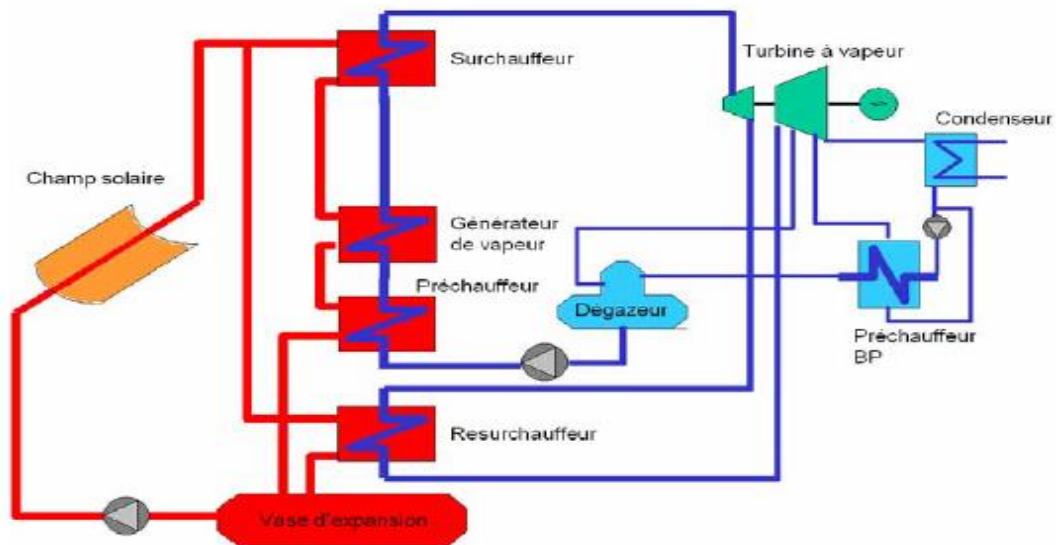 Surchauffeur
Turbine à vapeur
Condenseur
Champ solaire
Générateur
de vapeur
Préchauffeur
Dégazeur
Préchauffeur
BP
Resurchauffeur
Vase d'expansion